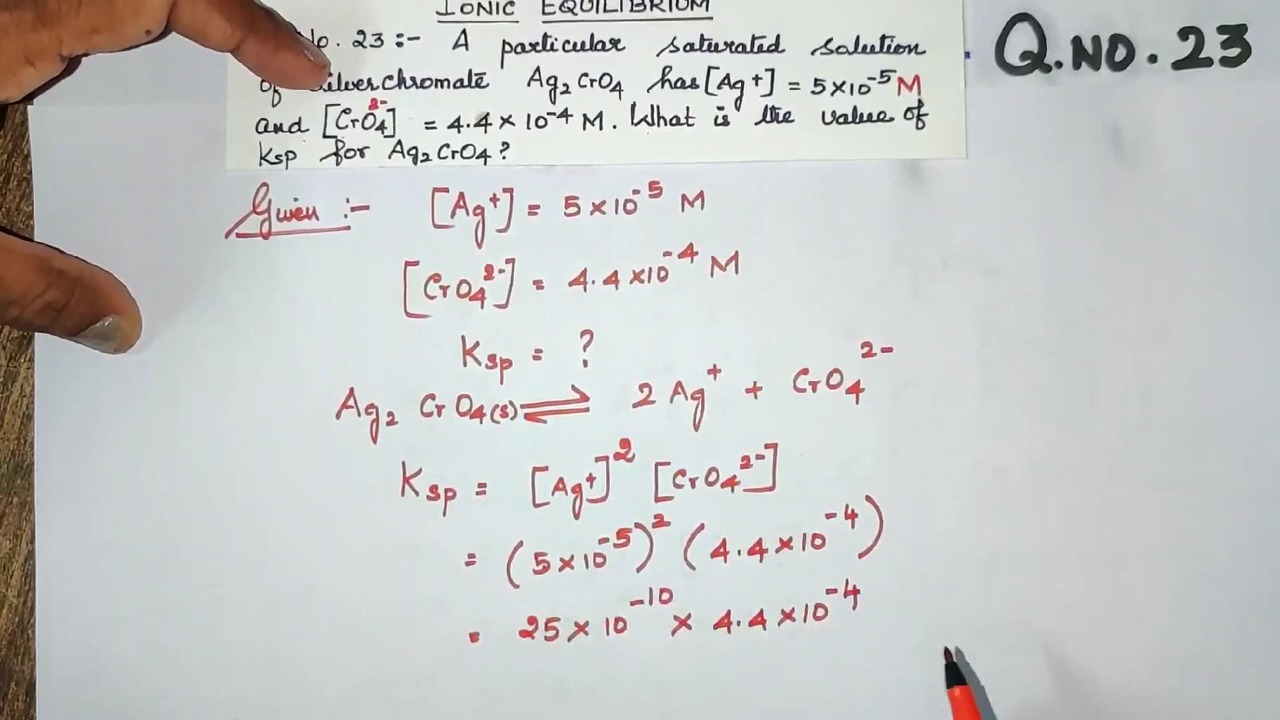 IONIC EQUILIBRIUM
No. 23 :- A particular saturated solution
of silverchromate Ag₂CrO₄ has [Ag⁺] = 5×10⁻⁵ M
and [CrO₄²⁻] = 4.4 × 10⁻⁴ M. What is the value of
Ksp for Ag₂CrO₄?
Q.NO.23
Given :- [Ag⁺] = 5×10⁻⁵ M
[CrO₄²⁻] = 4.4×10⁻⁴ M
Ksp = ?
Ag₂CrO₄(s) ⇌ 2Ag⁺ + CrO₄²⁻
Ksp = [Ag⁺]² [CrO₄²⁻]
= (5×10⁻⁵)² (4.4×10⁻⁴)
= 25×10⁻¹⁰ × 4.4×10⁻⁴